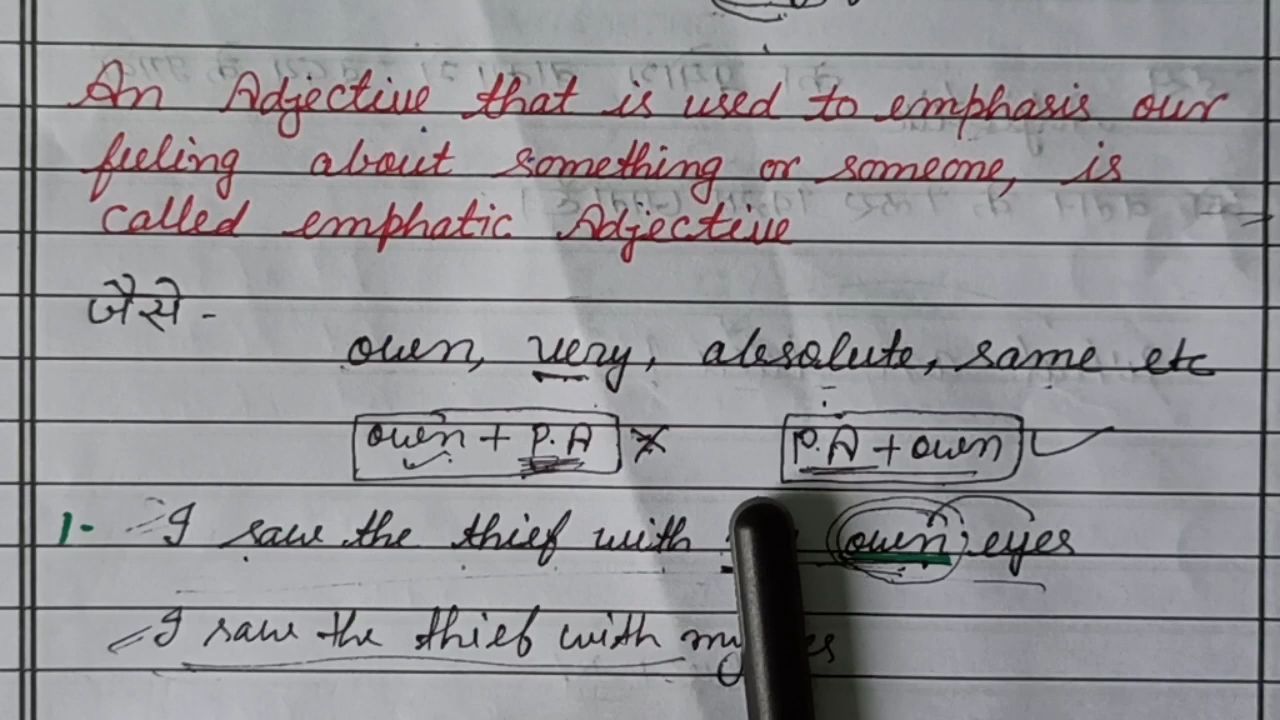 An Adjective that is used to emphasis our
feeling about something or someone, is
called emphatic Adjective
जैसे -
own, very, absolute, same etc
own + P.A × P.A + own ✓
1- I saw the thief with own eyes
I saw the thief with my